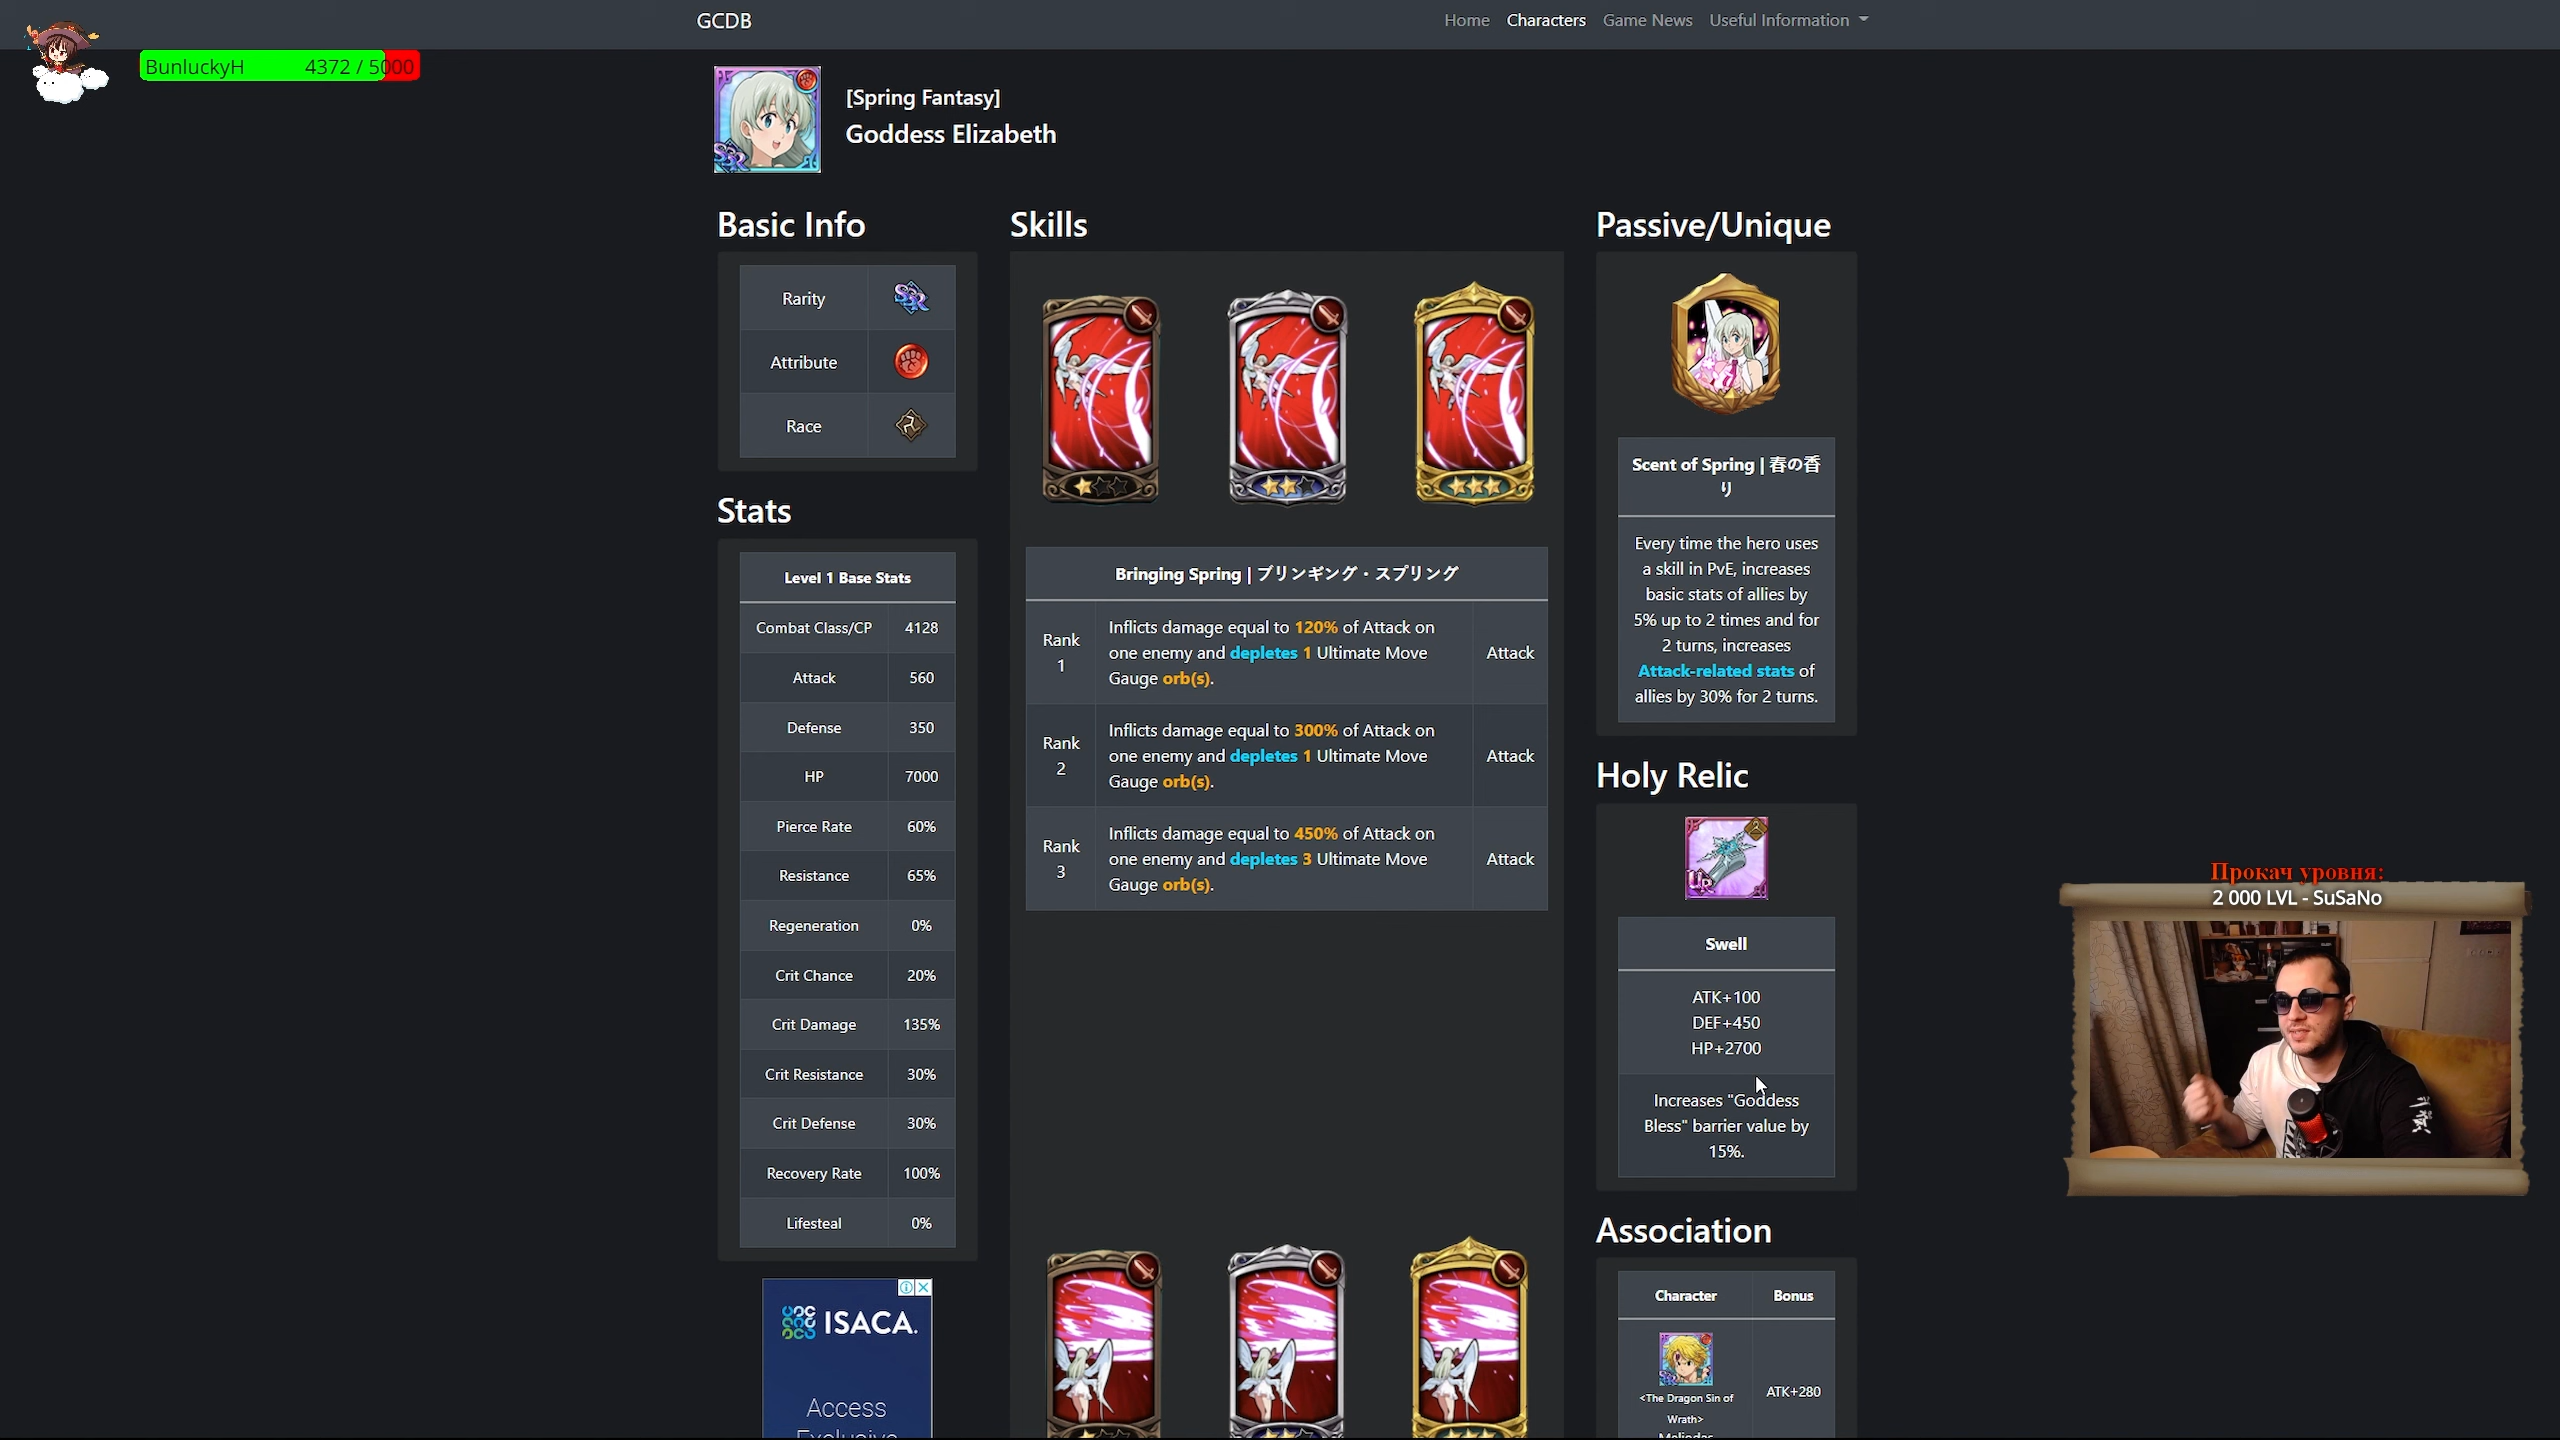 GCDB
Home
Characters
Game News
Useful Information
BunluckyH 4372 / 5000
[Spring Fantasy]
Goddess Elizabeth
Basic Info
Rarity
SSR
Attribute
Race
Stats
Level 1 Base Stats
Combat Class/CP 4128
Attack 560
Defense 350
HP 7000
Pierce Rate 60%
Resistance 65%
Regeneration 0%
Crit Chance 20%
Crit Damage 135%
Crit Resistance 30%
Crit Defense 30%
Recovery Rate 100%
Lifesteal 0%
ISACA.
Access
Skills
Bringing Spring | ブリンギング・スプリング
Rank
1
Inflicts damage equal to 120% of Attack on
one enemy and depletes 1 Ultimate Move
Gauge orb(s).
Attack
Rank
2
Inflicts damage equal to 300% of Attack on
one enemy and depletes 1 Ultimate Move
Gauge orb(s).
Attack
Rank
3
Inflicts damage equal to 450% of Attack on
one enemy and depletes 3 Ultimate Move
Gauge orb(s).
Attack
Passive/Unique
Scent of Spring | 春の香
り
Every time the hero uses
a skill in PvE, increases
basic stats of allies by
5% up to 2 times and for
2 turns, increases
Attack-related stats of
allies by 30% for 2 turns.
Holy Relic
UR
Swell
ATK+100
DEF+450
HP+2700
Increases "Goddess
Bless" barrier value by
15%.
Association
Character
Bonus
<The Dragon Sin of
Wrath>
ATK+280
Прокач уровня:
2 000 LVL - SuSaNo